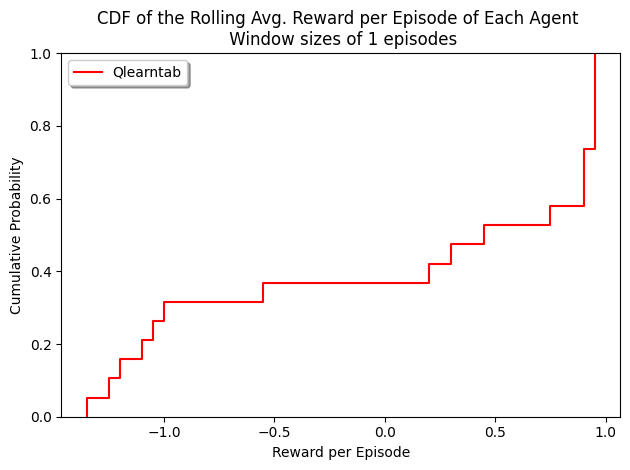 CDF of the Rolling Avg. Reward per Episode of Each Agent
Window sizes of 1 episodes
Qlearntab
Cumulative Probability
1.0
0.8
0.6
0.4
0.2
0.0
−1.0
−0.5
0.0
0.5
1.0
Reward per Episode